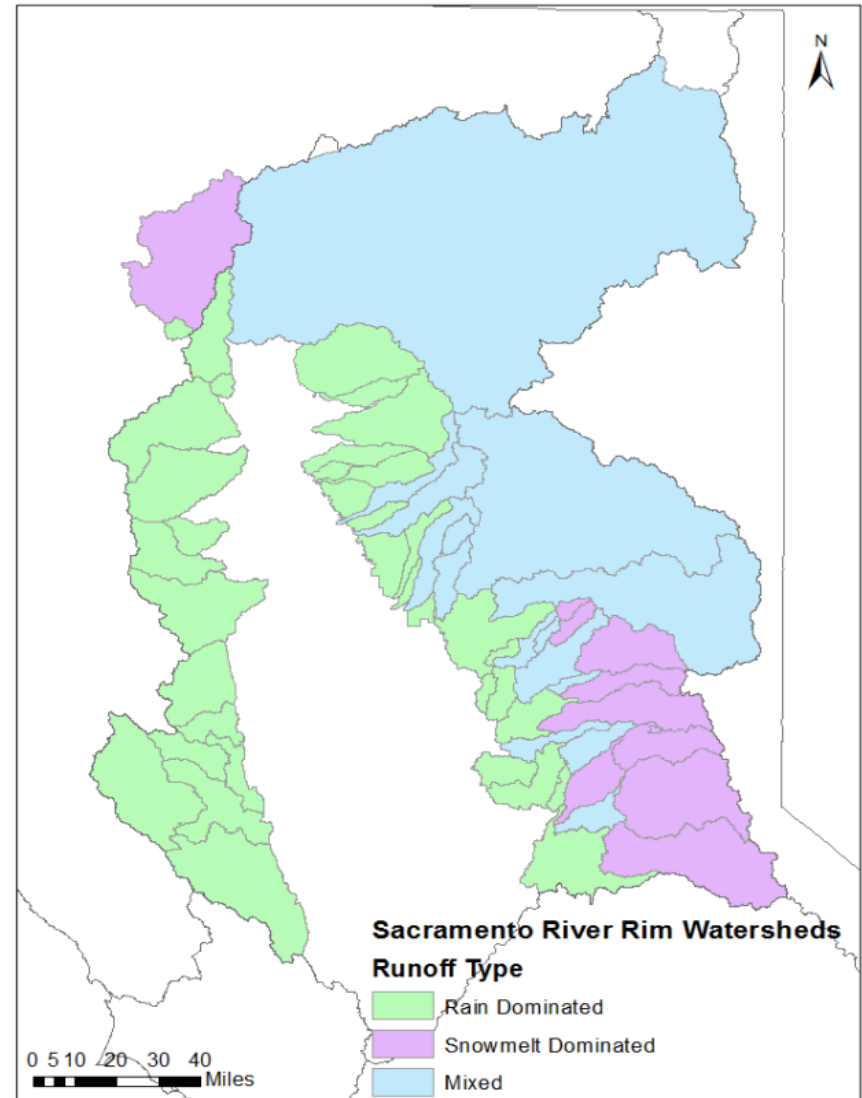 N
Sacramento River Rim Watersheds
Runoff Type
Rain Dominated
Snowmelt Dominated
Mixed
0 5 10 20 30 40
Miles